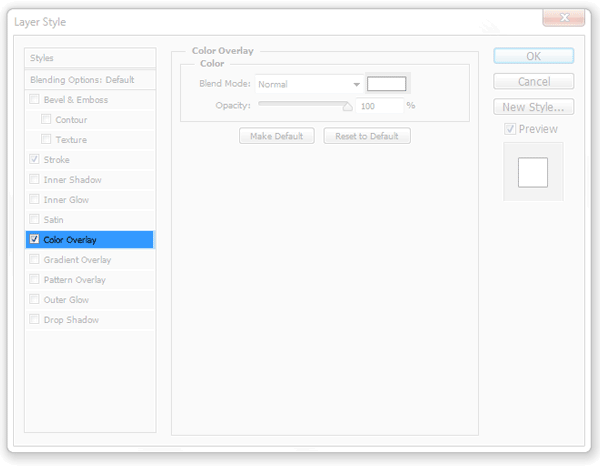 Layer Style
Styles
Blending Options: Default
Bevel & Emboss
Contour
Texture
Stroke
Inner Shadow
Inner Glow
Satin
Color Overlay
Gradient Overlay
Pattern Overlay
Outer Glow
Drop Shadow
Color Overlay
Color
Blend Mode: Normal
Opacity: 100 %
Make Default Reset to Default
OK
Cancel
New Style...
Preview